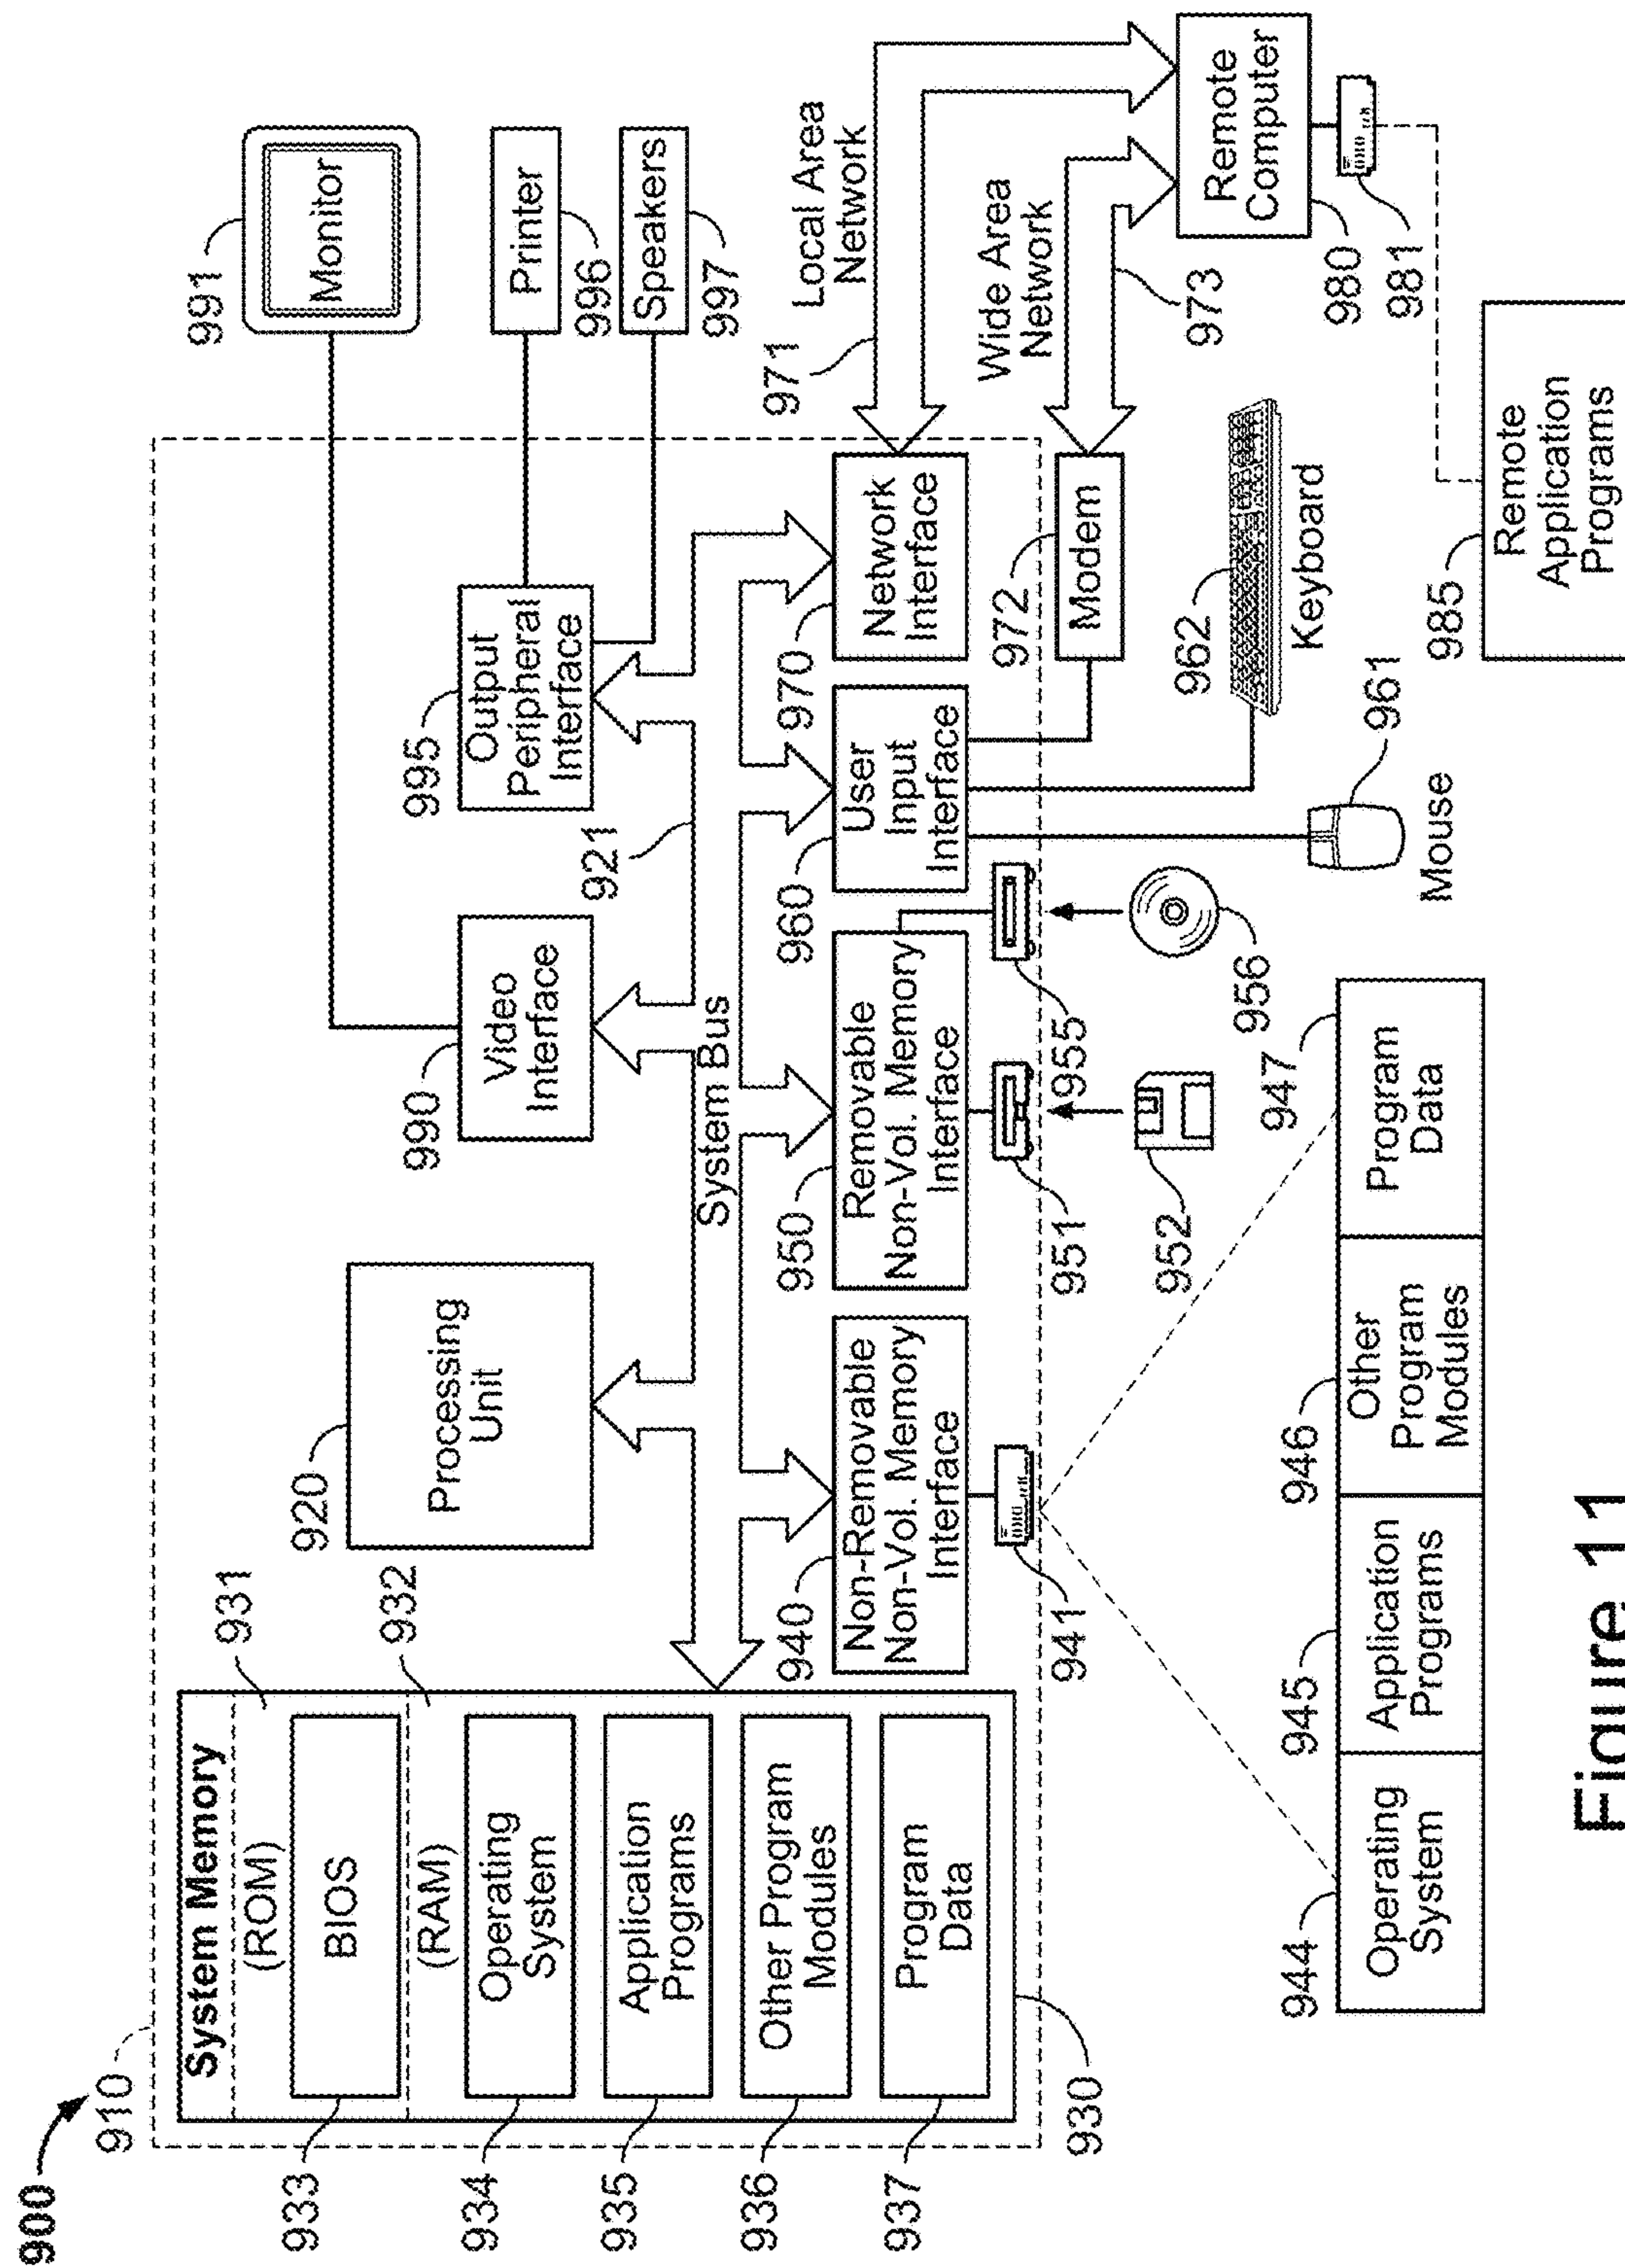 900
910
System Memory
(ROM)
931
BIOS
933
(RAM)
932
Operating
System
934
Application
Programs
935
Other Program
Modules
936
Program
Data
937
930
920
Processing
Unit
990
Video
Interface
995
Output
Peripheral
Interface
921
System Bus
991
Monitor
Printer
996
Speakers
997
940
Non-Removable
Non-Vol. Memory
Interface
941
950
Removable
Non-Vol. Memory
Interface
951
955
952
956
960
User
Input
Interface
970
Network
Interface
972
Modem
971
Local Area
Network
Wide Area
Network
973
Remote
Computer
980
981
962
Keyboard
961
Mouse
985
Remote
Application
Programs
944
Operating
System
945
Application
Programs
946
Other
Program
Modules
947
Program
Data
Figure 11